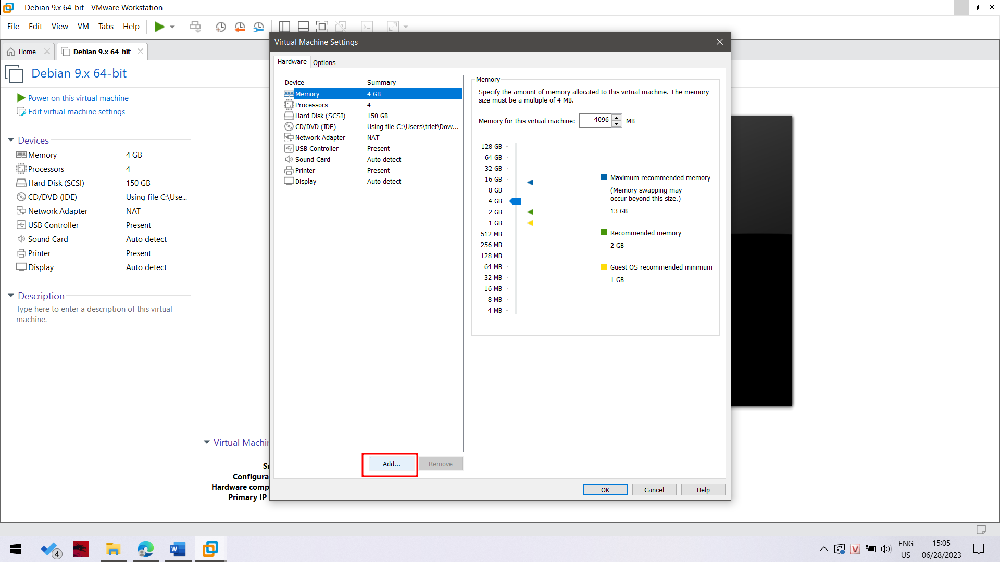 Debian 9.x 64-bit - VMware Workstation
File Edit View VM Tabs Help
Home
Debian 9.x 64-bit
Debian 9.x 64-bit
Power on this virtual machine
Edit virtual machine settings
Devices
Memory 4 GB
Processors 4
Hard Disk (SCSI) 150 GB
CD/DVD (IDE) Using file C:\Use...
Network Adapter NAT
USB Controller Present
Sound Card Auto detect
Printer Present
Display Auto detect
Description
Type here to enter a description of this virtual
machine.
Virtual Machin
Configurat
Hardware comp
Primary IP
Virtual Machine Settings
Hardware Options
Device Summary
Memory 4 GB
Processors 4
Hard Disk (SCSI) 150 GB
CD/DVD (IDE) Using file C:\Users\triet\Dow...
Network Adapter NAT
USB Controller Present
Sound Card Auto detect
Printer Present
Display Auto detect
Add... Remove
Memory
Specify the amount of memory allocated to this virtual machine. The memory
size must be a multiple of 4 MB.
Memory for this virtual machine: 4096 MB
128 GB
64 GB
32 GB
16 GB
8 GB
4 GB
2 GB
1 GB
512 MB
256 MB
128 MB
64 MB
32 MB
16 MB
8 MB
4 MB
Maximum recommended memory
(Memory swapping may
occur beyond this size.)
13 GB
Recommended memory
2 GB
Guest OS recommended minimum
1 GB
OK Cancel Help
4
W
V
ENG
US
15:05
06/28/2023